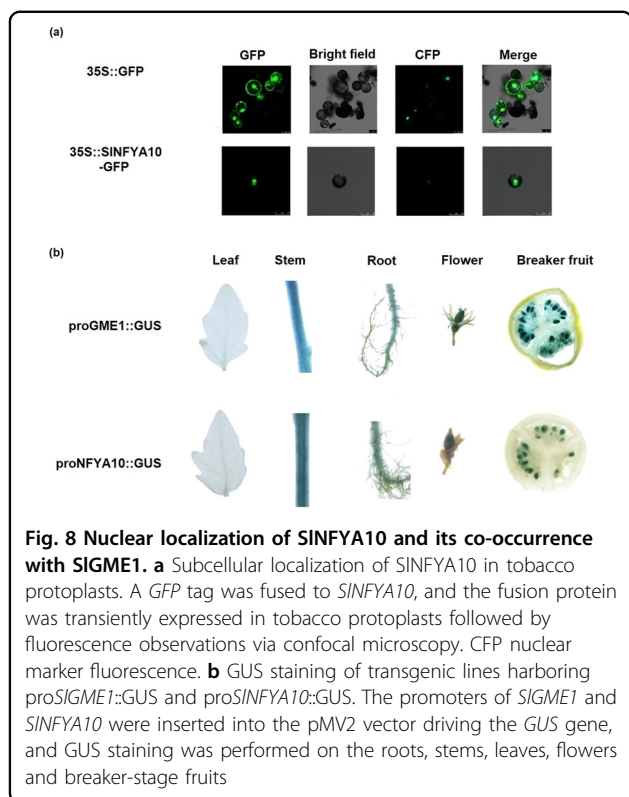 (a)
GFP Bright field CFP Merge
35S::GFP
35S::SlNFYA10
-GFP
(b)
Leaf Stem Root Flower Breaker fruit
proGME1::GUS
proNFYA10::GUS
Fig. 8 Nuclear localization of SlNFYA10 and its co-occurrence
with SlGME1. a Subcellular localization of SlNFYA10 in tobacco
protoplasts. A GFP tag was fused to SlNFYA10, and the fusion protein
was transiently expressed in tobacco protoplasts followed by
fluorescence observations via confocal microscopy. CFP nuclear
marker fluorescence. b GUS staining of transgenic lines harboring
proSlGME1::GUS and proSlNFYA10::GUS. The promoters of SlGME1 and
SlNFYA10 were inserted into the pMV2 vector driving the GUS gene,
and GUS staining was performed on the roots, stems, leaves, flowers
and breaker-stage fruits